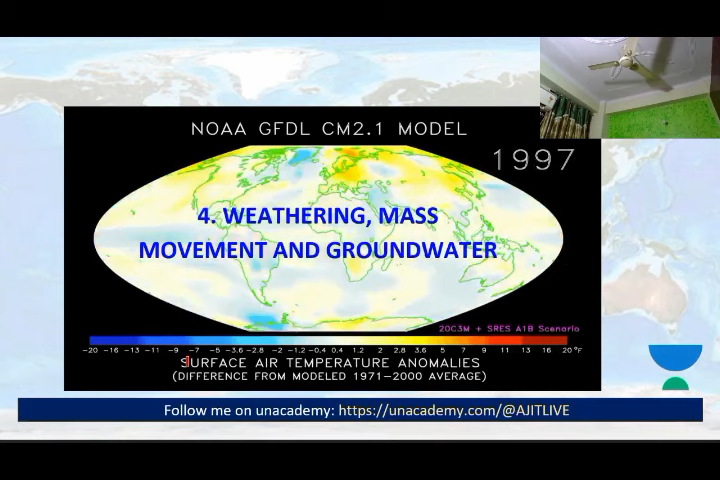 NOAA GFDL CM2.1 MODEL
1997
4. WEATHERING, MASS
MOVEMENT AND GROUNDWATER
20C3M + SRES A1B Scenario
-20 -16 -13 -11 -9 -7 -5 -3.6 -2.8 -2 -1.2 -0.4 0.4 1.2 2 2.8 3.6 5 7 9 11 13 16 20°F
SURFACE AIR TEMPERATURE ANOMALIES
(DIFFERENCE FROM MODELED 1971-2000 AVERAGE)
Follow me on unacademy: https://unacademy.com/@AJITLIVE